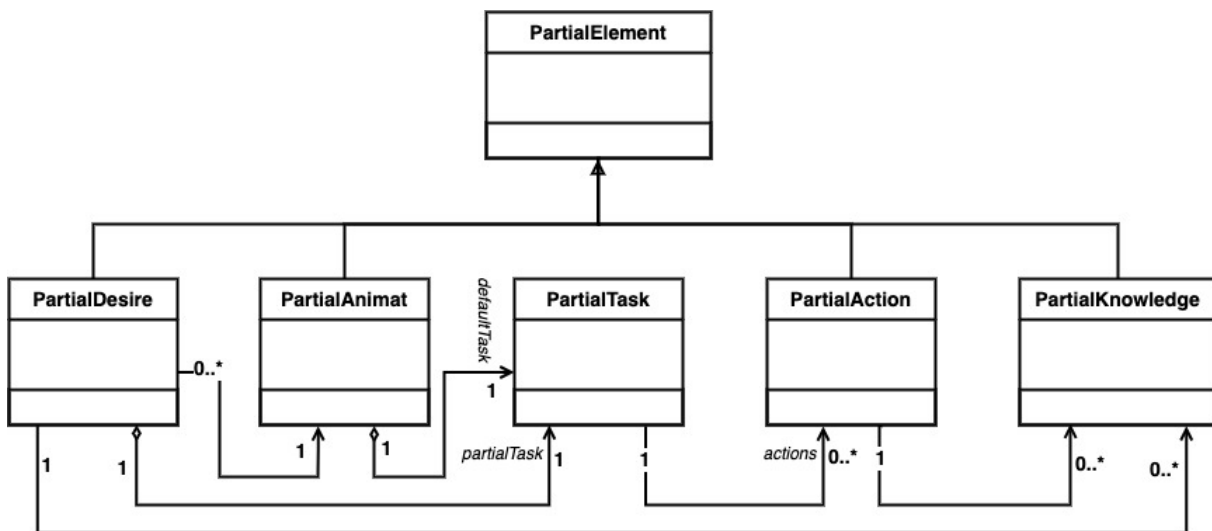 PartialElement
PartialDesire
PartialAnimat
defaultTask
PartialTask
PartialAction
PartialKnowledge
0..*
1
1
1
1
1
partialTask
1
1
actions
0..*
1
0..*
0..*